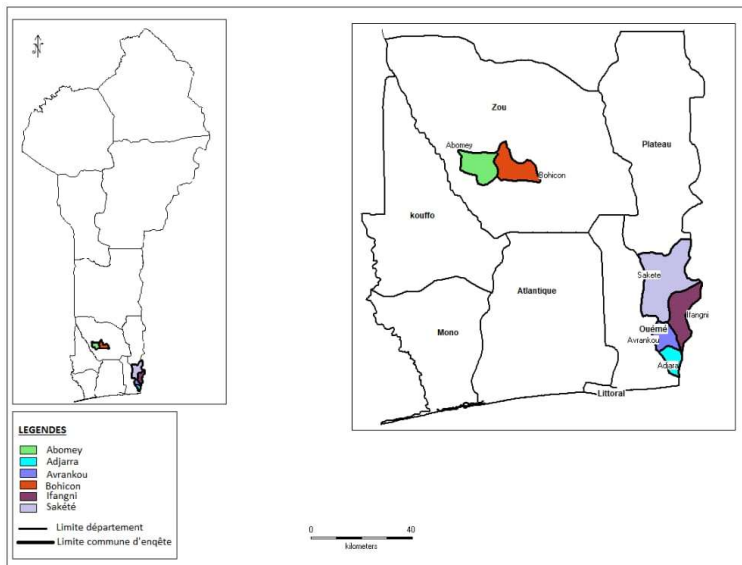 N
Zou
Abomey
Plateau
Bohicon
kouffo
Sakete
Atlantique
Ifangni
Mono
Ouémé
Avrankou
Adjara
Littoral
LEGENDES
Abomey
Adjarra
Avrankou
Bohicon
Ifangni
Sakété
Limite département
Limite commune d'enqête
0 40
kilometers